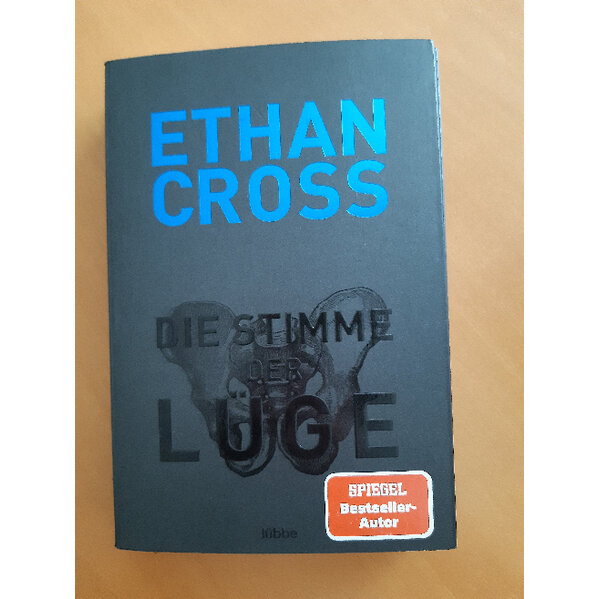 ETHAN
CROSS
DIE STIMME
DER
LÜGE
SPIEGEL
Bestseller-
Autor
lübbe